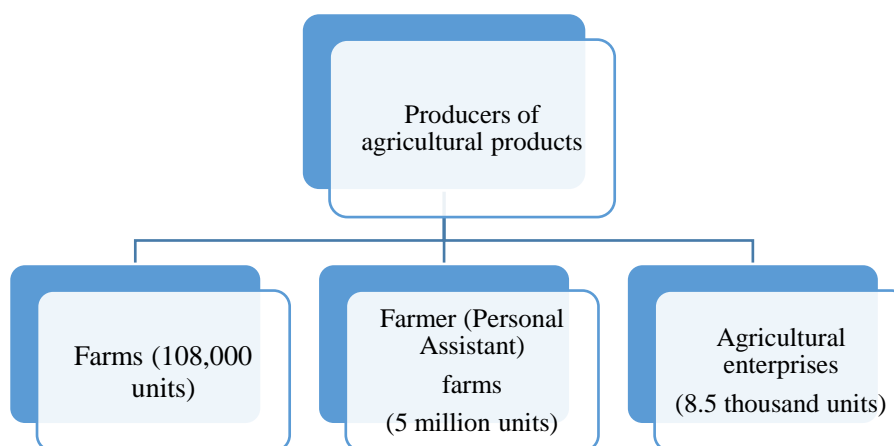 Producers of
agricultural products
Farms (108,000
units)
Farmer (Personal
Assistant)
farms
(5 million units)
Agricultural
enterprises
(8.5 thousand units)